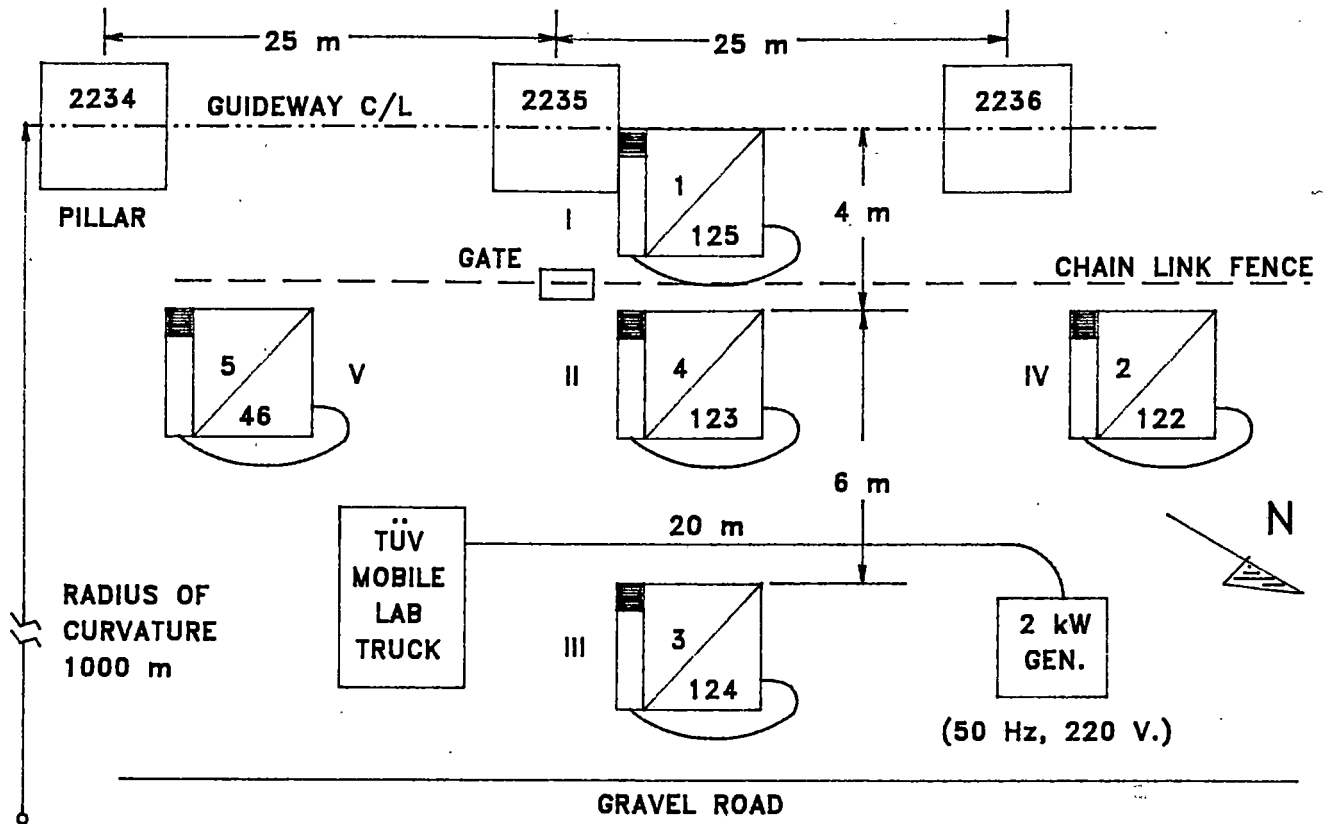 25 m
25 m
2234
GUIDEWAY C/L
2235
2236
PILLAR
I
1
125
4 m
GATE
CHAIN LINK FENCE
5
46
V
II
4
123
IV
2
122
6 m
N
20 m
TÜV
MOBILE
LAB
TRUCK
RADIUS OF
CURVATURE
1000 m
III
3
124
2 kW
GEN.
(50 Hz, 220 V.)
GRAVEL ROAD